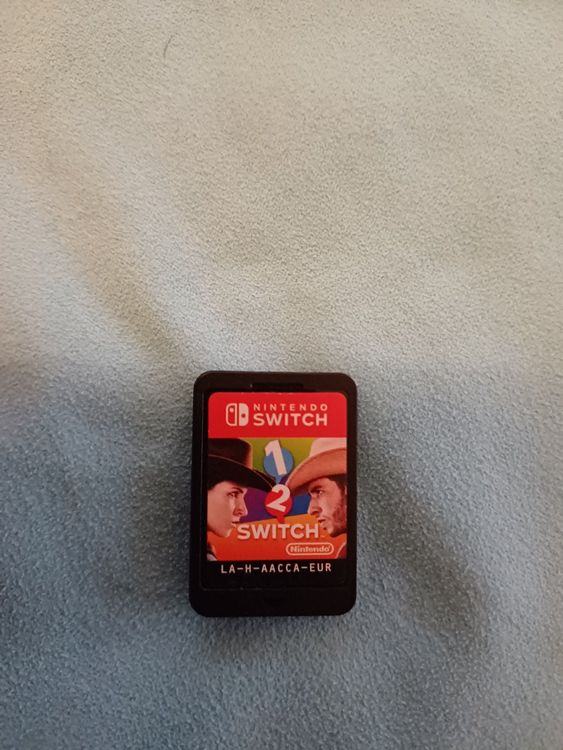 NINTENDO
SWITCH
1
2
SWITCH
Nintendo
LA-H-AACCA-EUR